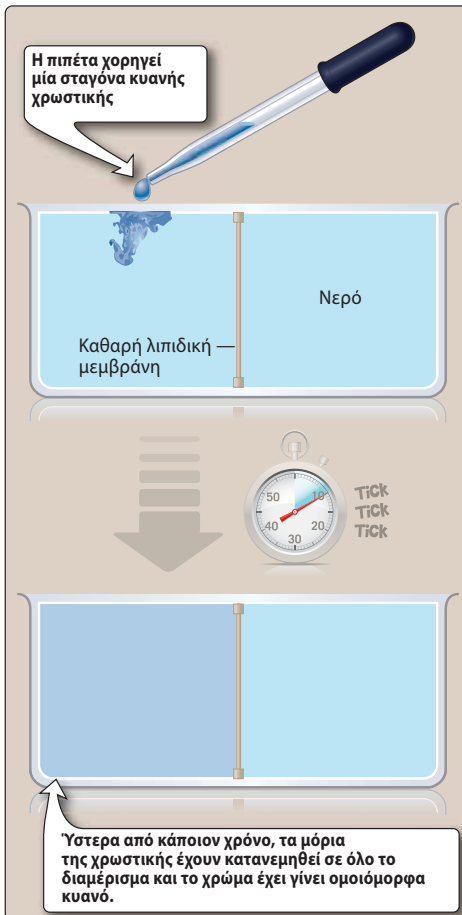 Η πιπέτα χορηγεί
μία σταγόνα κυανής
χρωστικής
Νερό
Καθαρή λιπιδική
μεμβράνη
50
10
40
20
30
TiCK
TiCK
TiCK
Ύστερα από κάποιον χρόνο, τα μόρια
της χρωστικής έχουν κατανεμηθεί σε όλο το
διαμέρισμα και το χρώμα έχει γίνει ομοιόμορφα
κυανό.